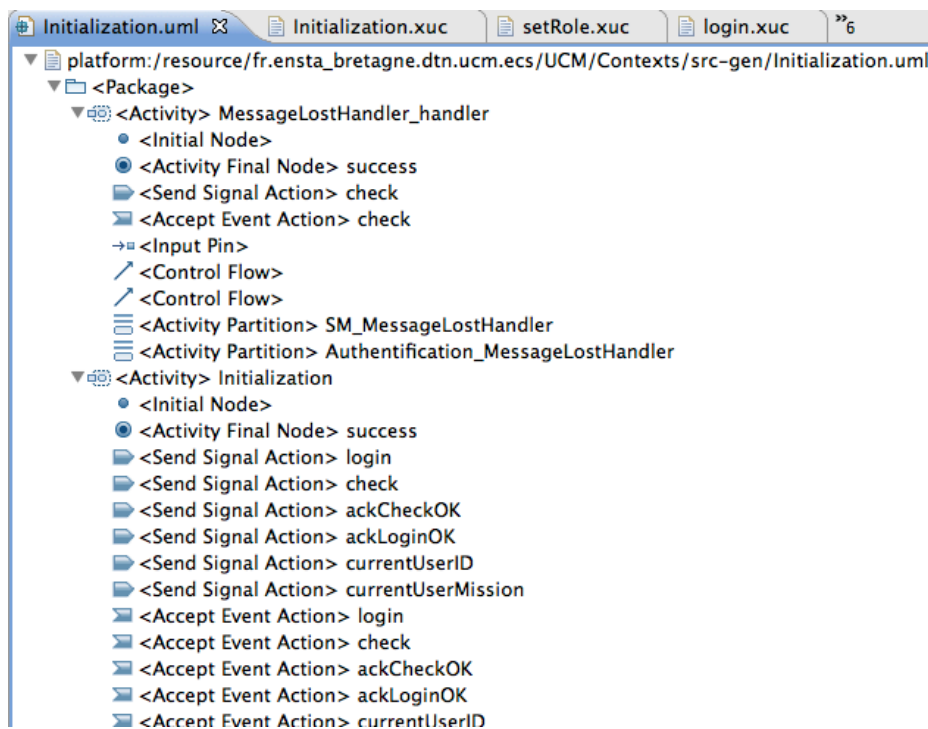 Initialization.uml Initialization.xuc setRole.xuc login.xuc »6
platform:/resource/fr.ensta_bretagne.dtn.ucm.ecs/UCM/Contexts/src-gen/Initialization.uml
<Package>
<Activity> MessageLostHandler_handler
<Initial Node>
<Activity Final Node> success
<Send Signal Action> check
<Accept Event Action> check
<Input Pin>
<Control Flow>
<Control Flow>
<Activity Partition> SM_MessageLostHandler
<Activity Partition> Authentification_MessageLostHandler
<Activity> Initialization
<Initial Node>
<Activity Final Node> success
<Send Signal Action> login
<Send Signal Action> check
<Send Signal Action> ackCheckOK
<Send Signal Action> ackLoginOK
<Send Signal Action> currentUserID
<Send Signal Action> currentUserMission
<Accept Event Action> login
<Accept Event Action> check
<Accept Event Action> ackCheckOK
<Accept Event Action> ackLoginOK
<Accept Event Action> currentUserID